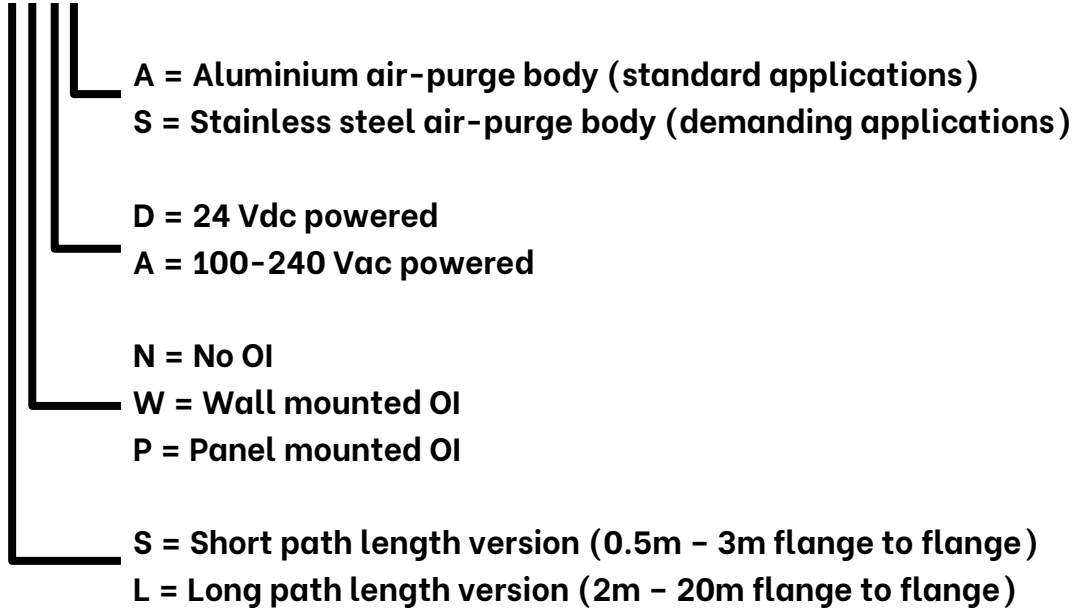 A = Aluminium air-purge body (standard applications)
S = Stainless steel air-purge body (demanding applications)
D = 24 Vdc powered
A = 100-240 Vac powered
N = No OI
W = Wall mounted OI
P = Panel mounted OI
S = Short path length version (0.5m – 3m flange to flange)
L = Long path length version (2m – 20m flange to flange)